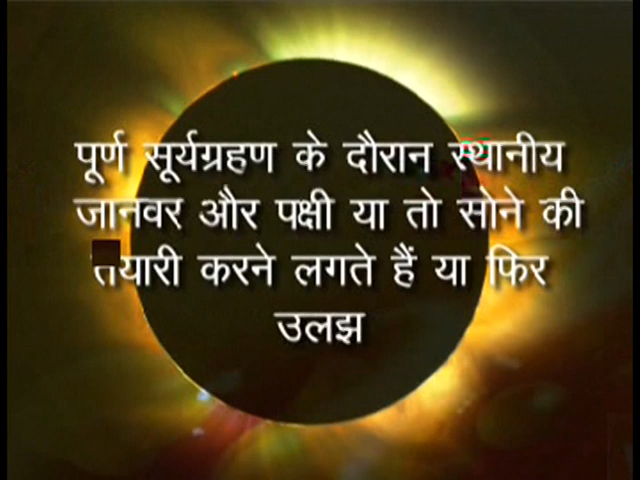 पूर्ण सूर्यग्रहण के दौरान स्थानीय
जानवर और पक्षी या तो सोने की
तैयारी करने लगते हैं या फिर
उलझ